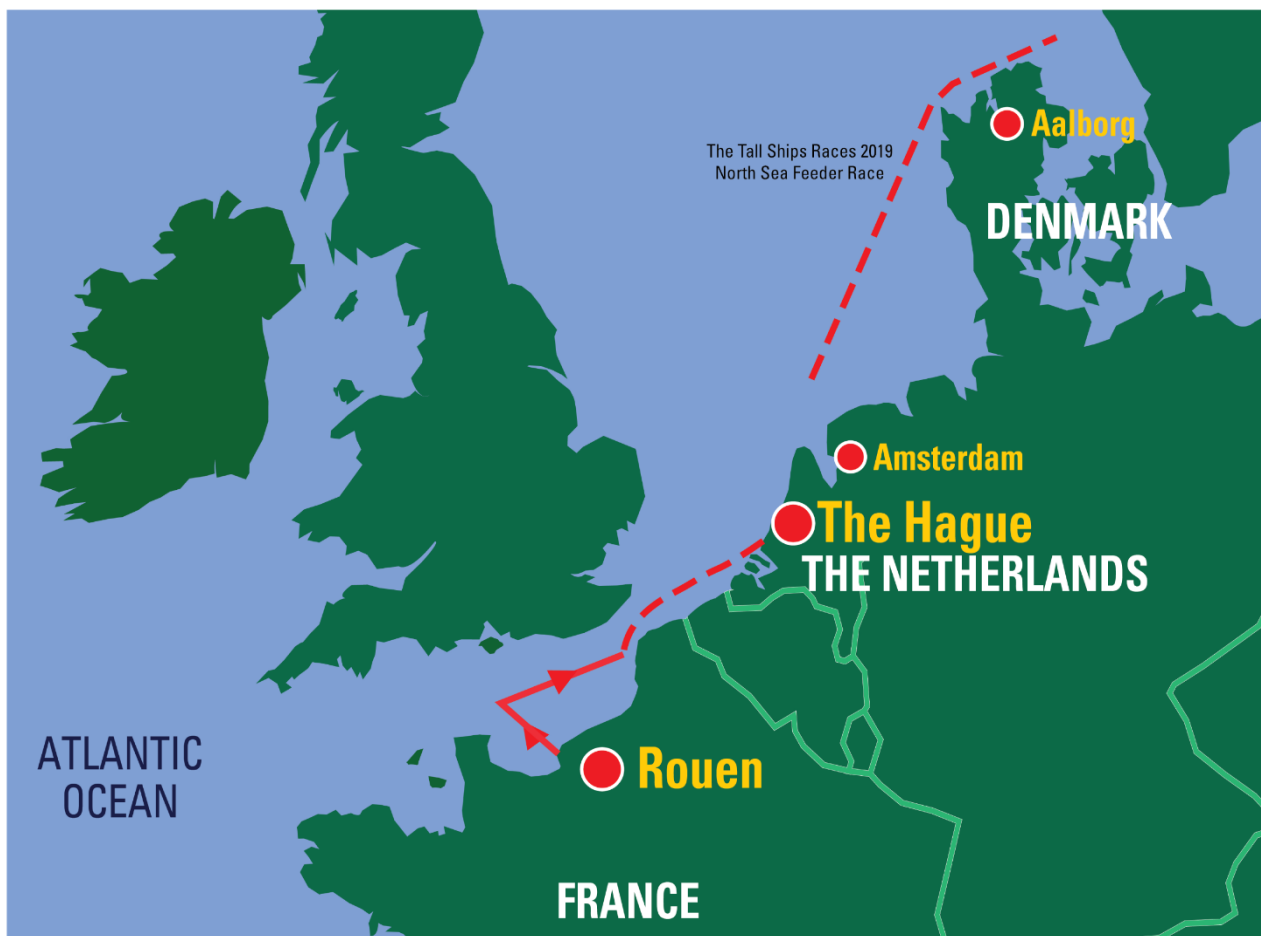 The Tall Ships Races 2019
North Sea Feeder Race
Aalborg
DENMARK
Amsterdam
The Hague
THE NETHERLANDS
Rouen
ATLANTIC
OCEAN
FRANCE